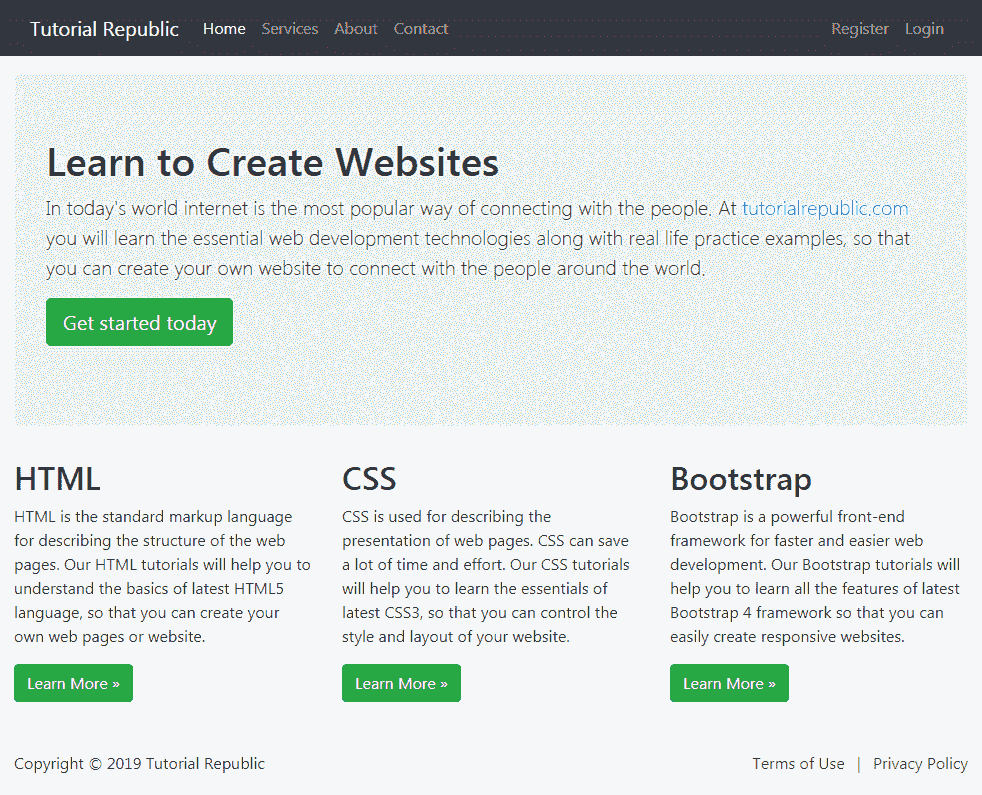 Tutorial Republic Home Services About Contact Register Login
Learn to Create Websites
In today's world internet is the most popular way of connecting with the people. At tutorialrepublic.com
you will learn the essential web development technologies along with real life practice examples, so that
you can create your own website to connect with the people around the world.
Get started today
HTML
HTML is the standard markup language
for describing the structure of the web
pages. Our HTML tutorials will help you to
understand the basics of latest HTML5
language, so that you can create your
own web pages or website.
Learn More »
CSS
CSS is used for describing the
presentation of web pages. CSS can save
a lot of time and effort. Our CSS tutorials
will help you to learn the essentials of
latest CSS3, so that you can control the
style and layout of your website.
Learn More »
Bootstrap
Bootstrap is a powerful front-end
framework for faster and easier web
development. Our Bootstrap tutorials will
help you to learn all the features of latest
Bootstrap 4 framework so that you can
easily create responsive websites.
Learn More »
Copyright © 2019 Tutorial Republic
Terms of Use | Privacy Policy